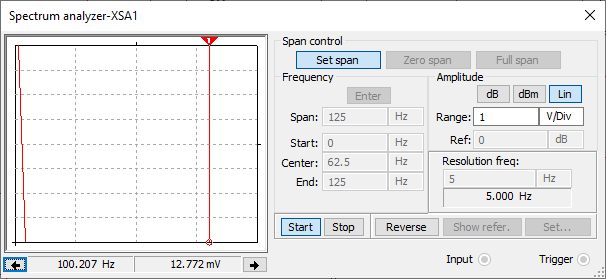 Spectrum analyzer-XSA1
1
Span control
Set span Zero span Full span
Frequency
Enter
Span: 125 Hz
Start: 0 Hz
Center: 62.5 Hz
End: 125 Hz
Amplitude
dB dBm Lin
Range: 1 V/Div
Ref: 0 dB
Resolution freq:
5 Hz
5.000 Hz
Start Stop Reverse Show refer. Set...
100.207 Hz 12.772 mV
Input Trigger